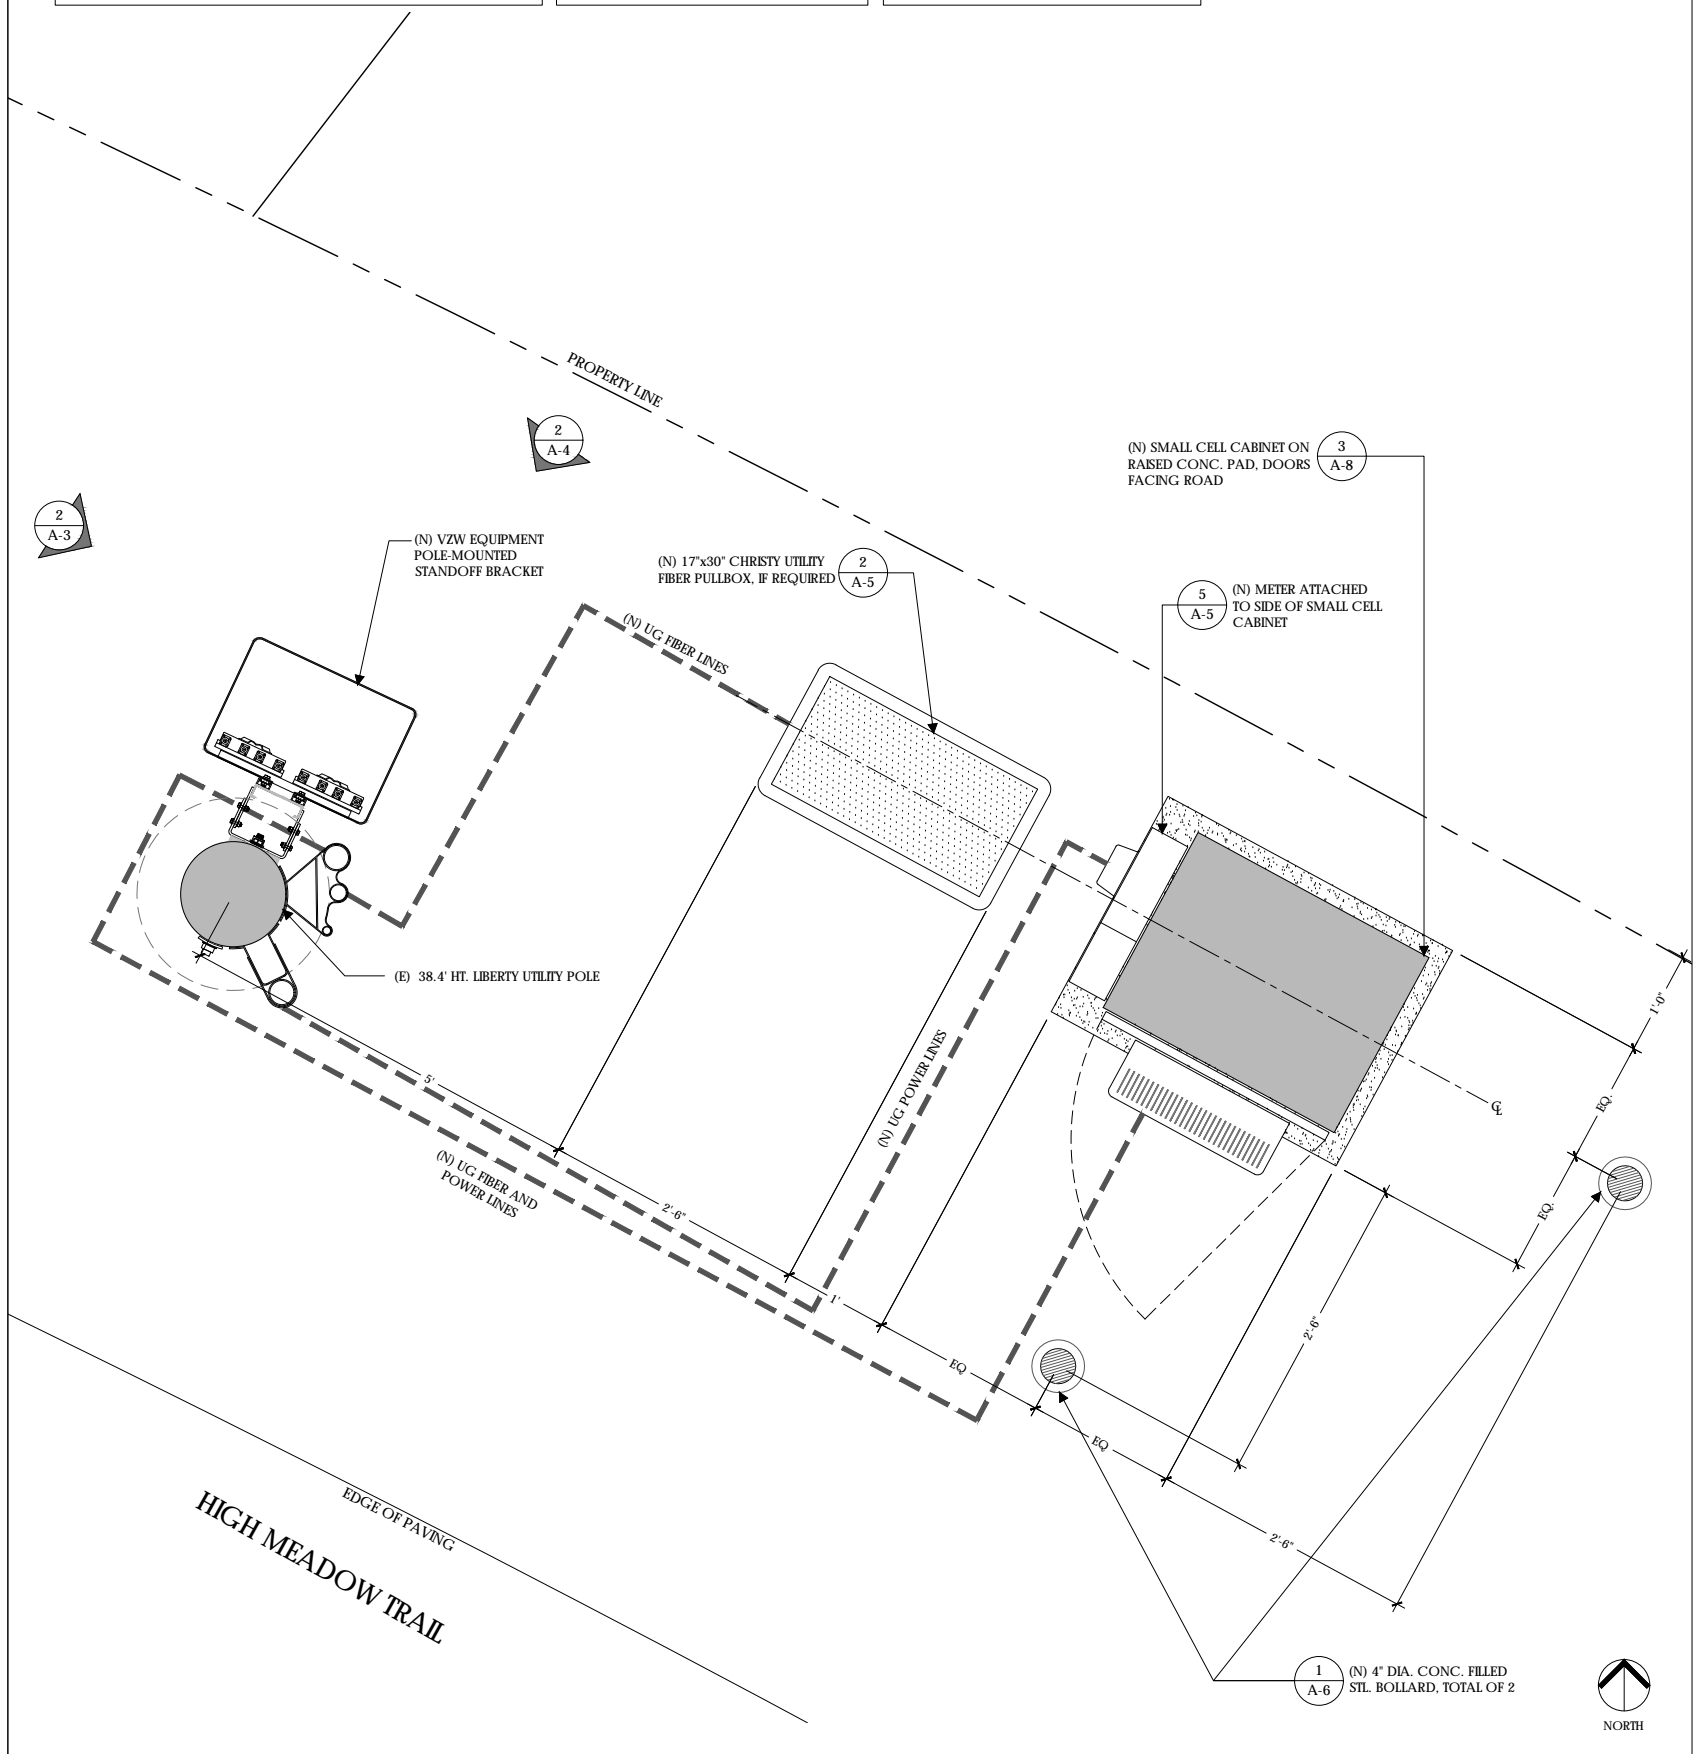 PROPERTY LINE
2
A-4
2
A-3
(N) SMALL CELL CABINET ON
RAISED CONC. PAD, DOORS
FACING ROAD
3
A-8
(N) VZW EQUIPMENT
POLE-MOUNTED
STANDOFF BRACKET
(N) 17"x30" CHRISTY UTILITY
FIBER PULLBOX, IF REQUIRED
2
A-5
5
A-5
(N) METER ATTACHED
TO SIDE OF SMALL CELL
CABINET
(N) UG FIBER LINES
(E) 38.4' HT. LIBERTY UTILITY POLE
1'-0"
EQ.
EQ.
℄
5'
(N) UG POWER LINES
(N) UG FIBER AND
POWER LINES
2'-6"
1'
EQ
EQ
2'-6"
2'-6"
EDGE OF PAVING
HIGH MEADOW TRAIL
1
A-6
(N) 4" DIA. CONC. FILLED
STL. BOLLARD, TOTAL OF 2
NORTH